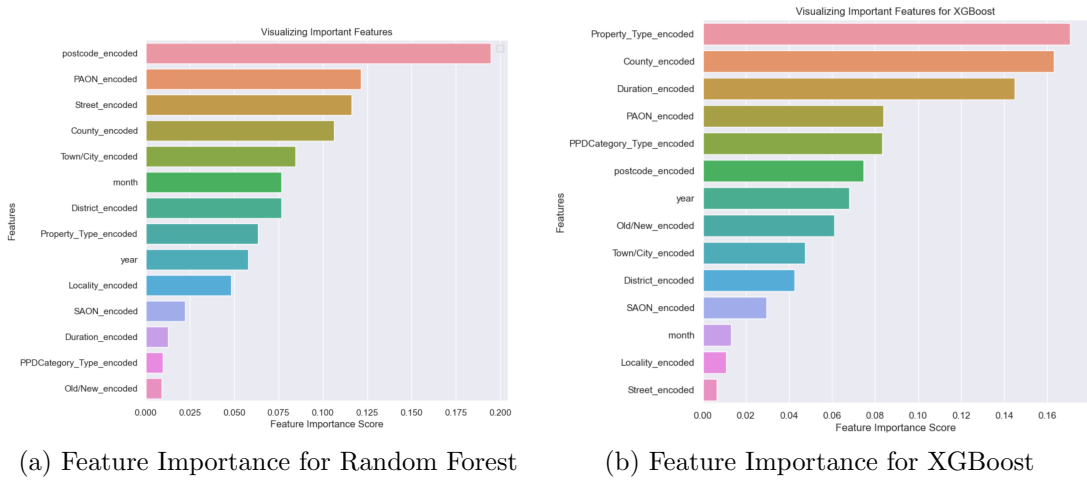 Visualizing Important Features
postcode_encoded
PAON_encoded
Street_encoded
County_encoded
Town/City_encoded
month
District_encoded
Property_Type_encoded
year
Locality_encoded
SAON_encoded
Duration_encoded
PPDCategory_Type_encoded
Old/New_encoded
Features
0.000 0.025 0.050 0.075 0.100 0.125 0.150 0.175 0.200
Feature Importance Score
(a) Feature Importance for Random Forest
Visualizing Important Features for XGBoost
Property_Type_encoded
County_encoded
Duration_encoded
PAON_encoded
PPDCategory_Type_encoded
postcode_encoded
year
Old/New_encoded
Town/City_encoded
District_encoded
SAON_encoded
month
Locality_encoded
Street_encoded
Features
0.00 0.02 0.04 0.06 0.08 0.10 0.12 0.14 0.16
Feature Importance Score
(b) Feature Importance for XGBoost